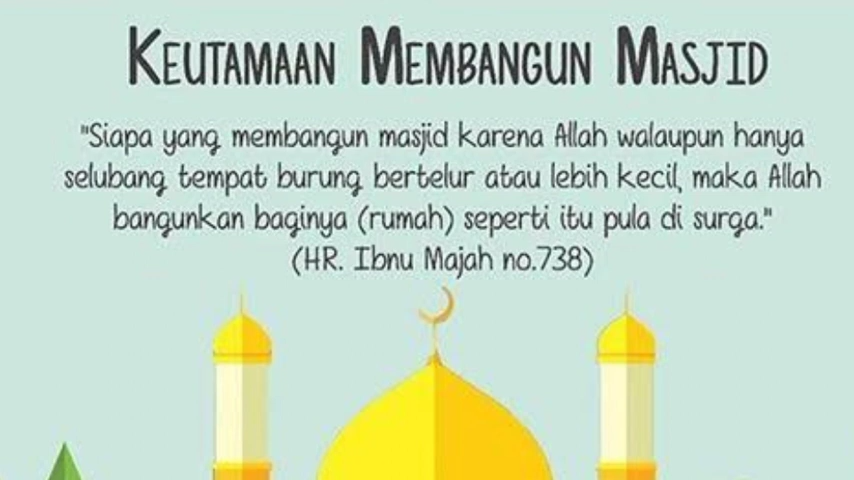 KEUTAMAAN MEMBANGUN MASJID
"Siapa yang membangun masjid karena Allah walaupun hanya
selubang tempat burung bertelur atau lebih kecil, maka Allah
bangunkan baginya (rumah) seperti itu pula di surga."
(HR. Ibnu Majah no.738)